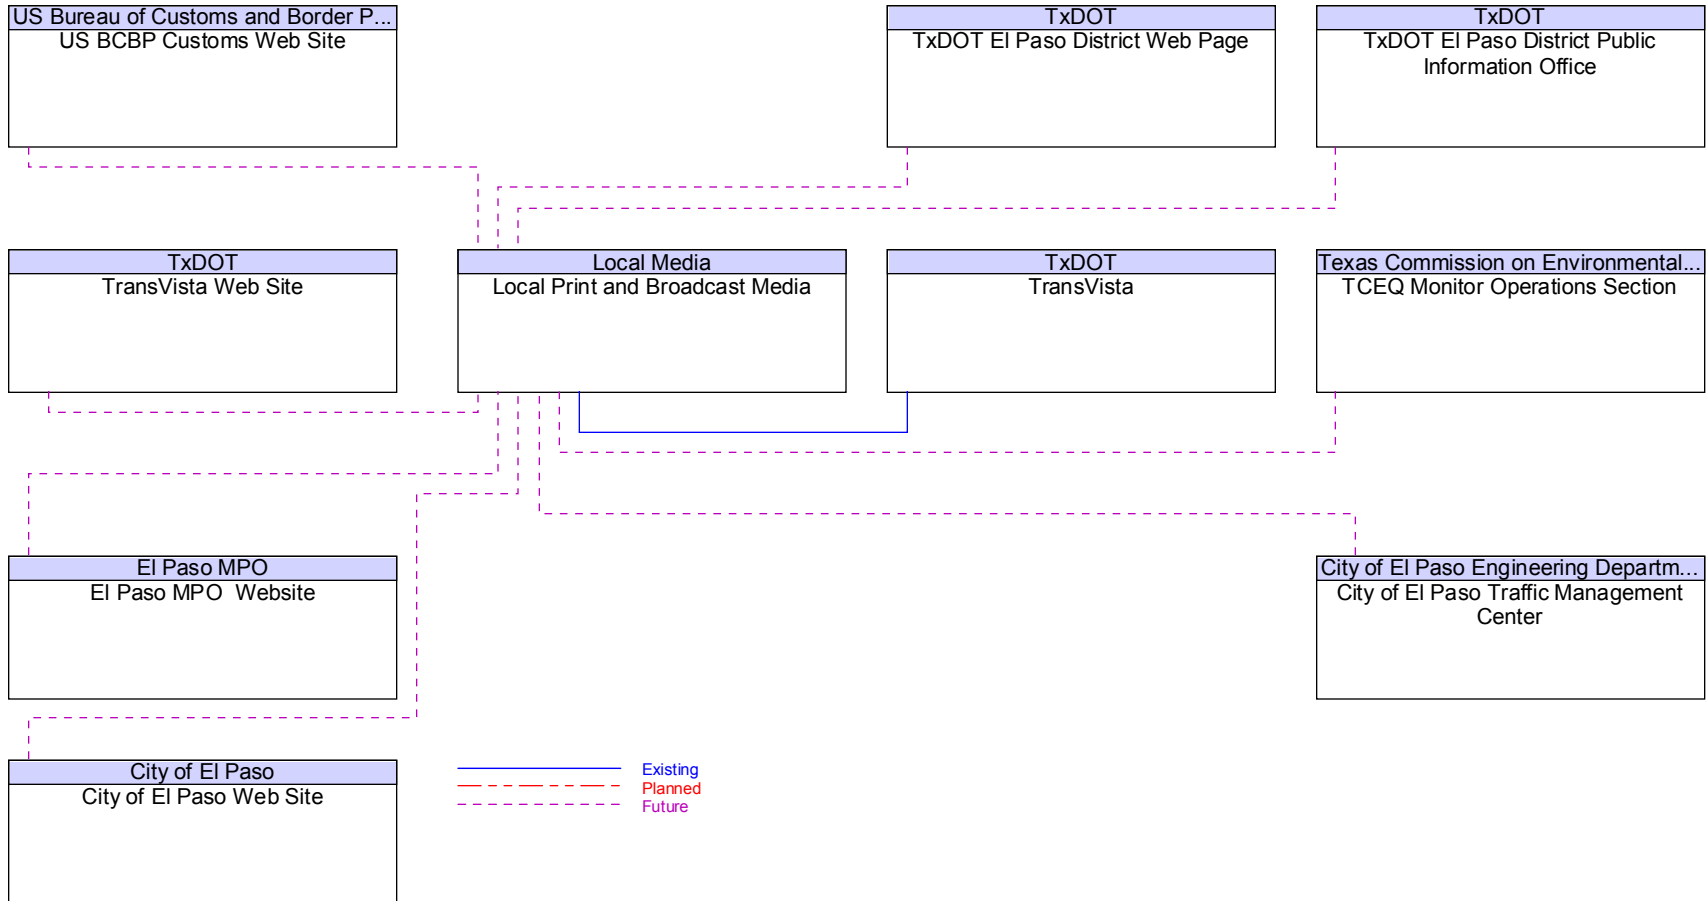 US Bureau of Customs and Border P...
US BCBP Customs Web Site
TxDOT
TxDOT El Paso District Web Page
TxDOT
TxDOT El Paso District Public
Information Office
TxDOT
TransVista Web Site
Local Media
Local Print and Broadcast Media
TxDOT
TransVista
Texas Commission on Environmental...
TCEQ Monitor Operations Section
El Paso MPO
El Paso MPO  Website
City of El Paso Engineering Departm...
City of El Paso Traffic Management
Center
City of El Paso
City of El Paso Web Site
Existing
Planned
Future